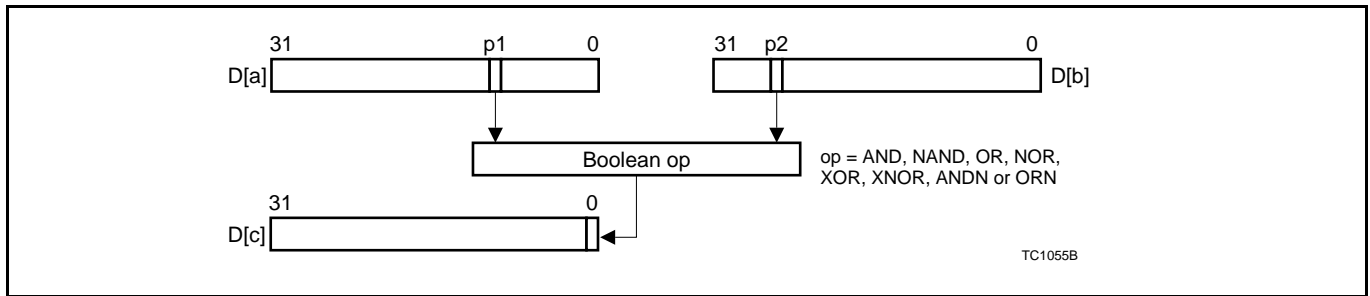 31 p1 0 31 p2 0
D[a] D[b]
Boolean op
op = AND, NAND, OR, NOR,
XOR, XNOR, ANDN or ORN
31 0
D[c]
TC1055B